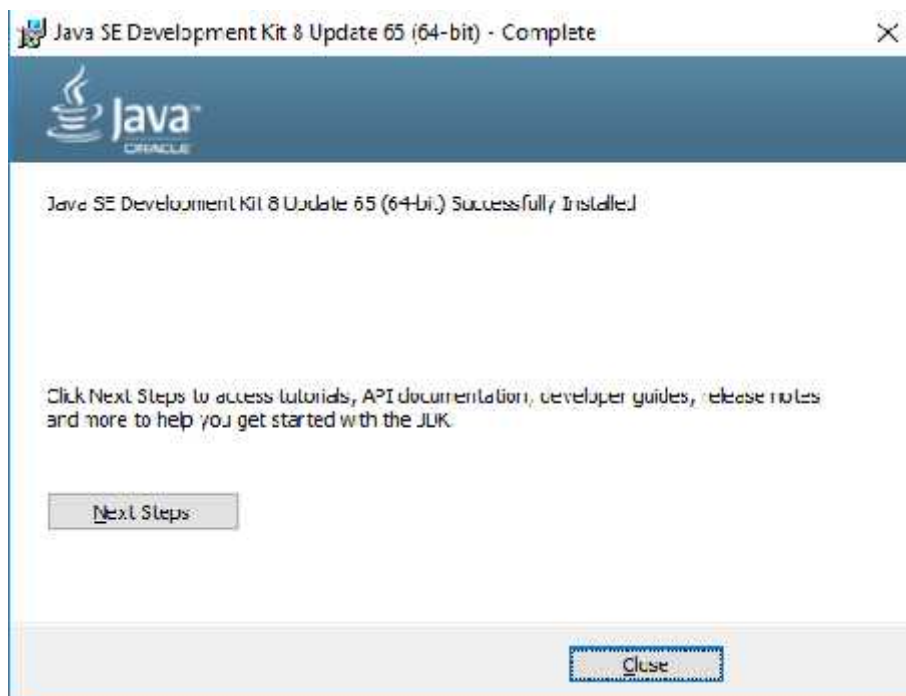 Java SE Development Kit 8 Update 65 (64-bit) - Complete
Java™
ORACLE
Java SE Development Kit 8 Update 65 (64-bit) Successfully Installed
Click Next Steps to access tutorials, API documentation, developer guides, release notes
and more to help you get started with the JDK.
Next Steps
Close